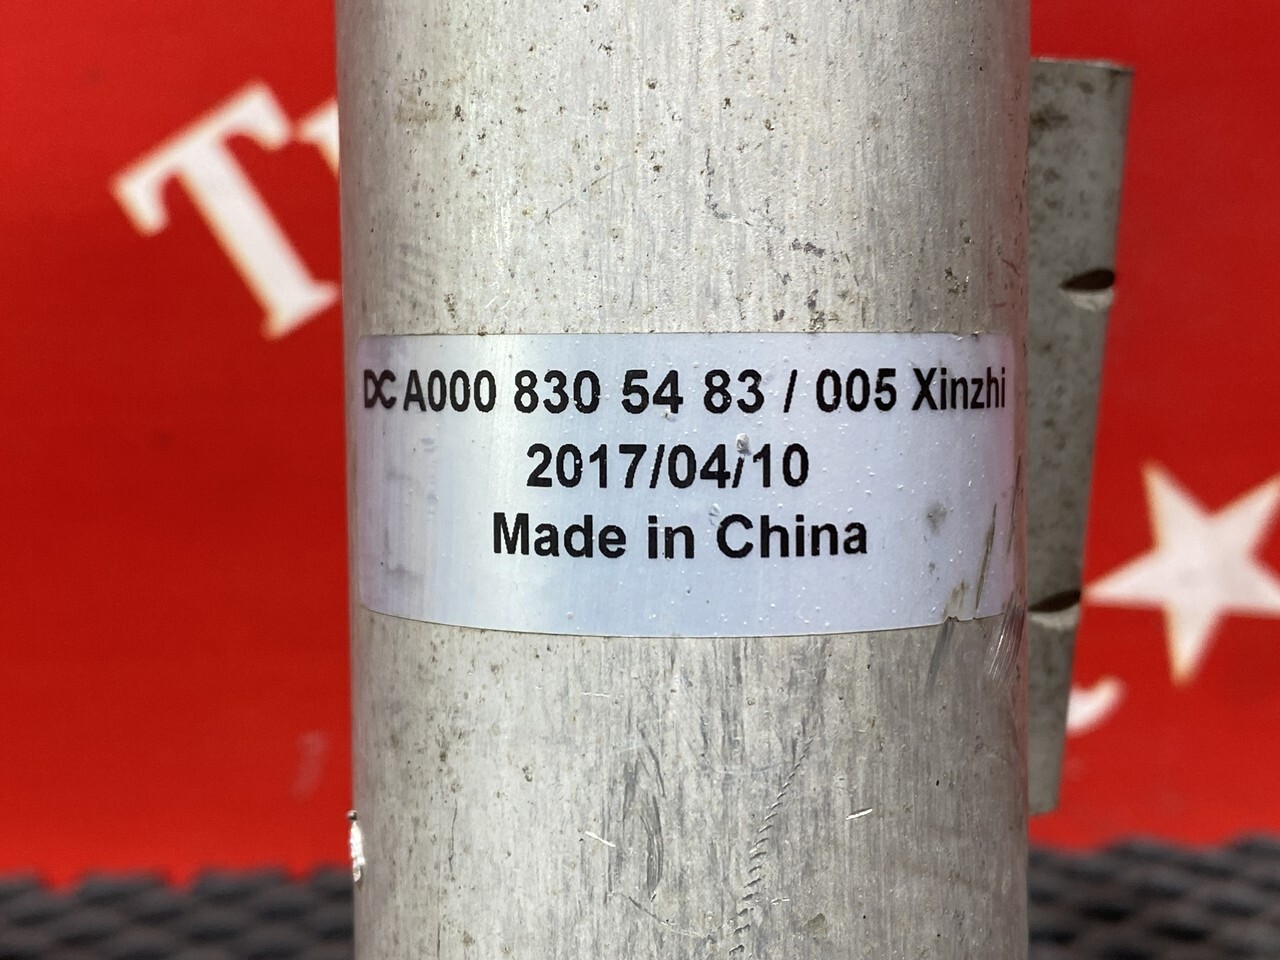 DC A000 830 54 83 / 005 Xinzhi
2017/04/10
Made in China